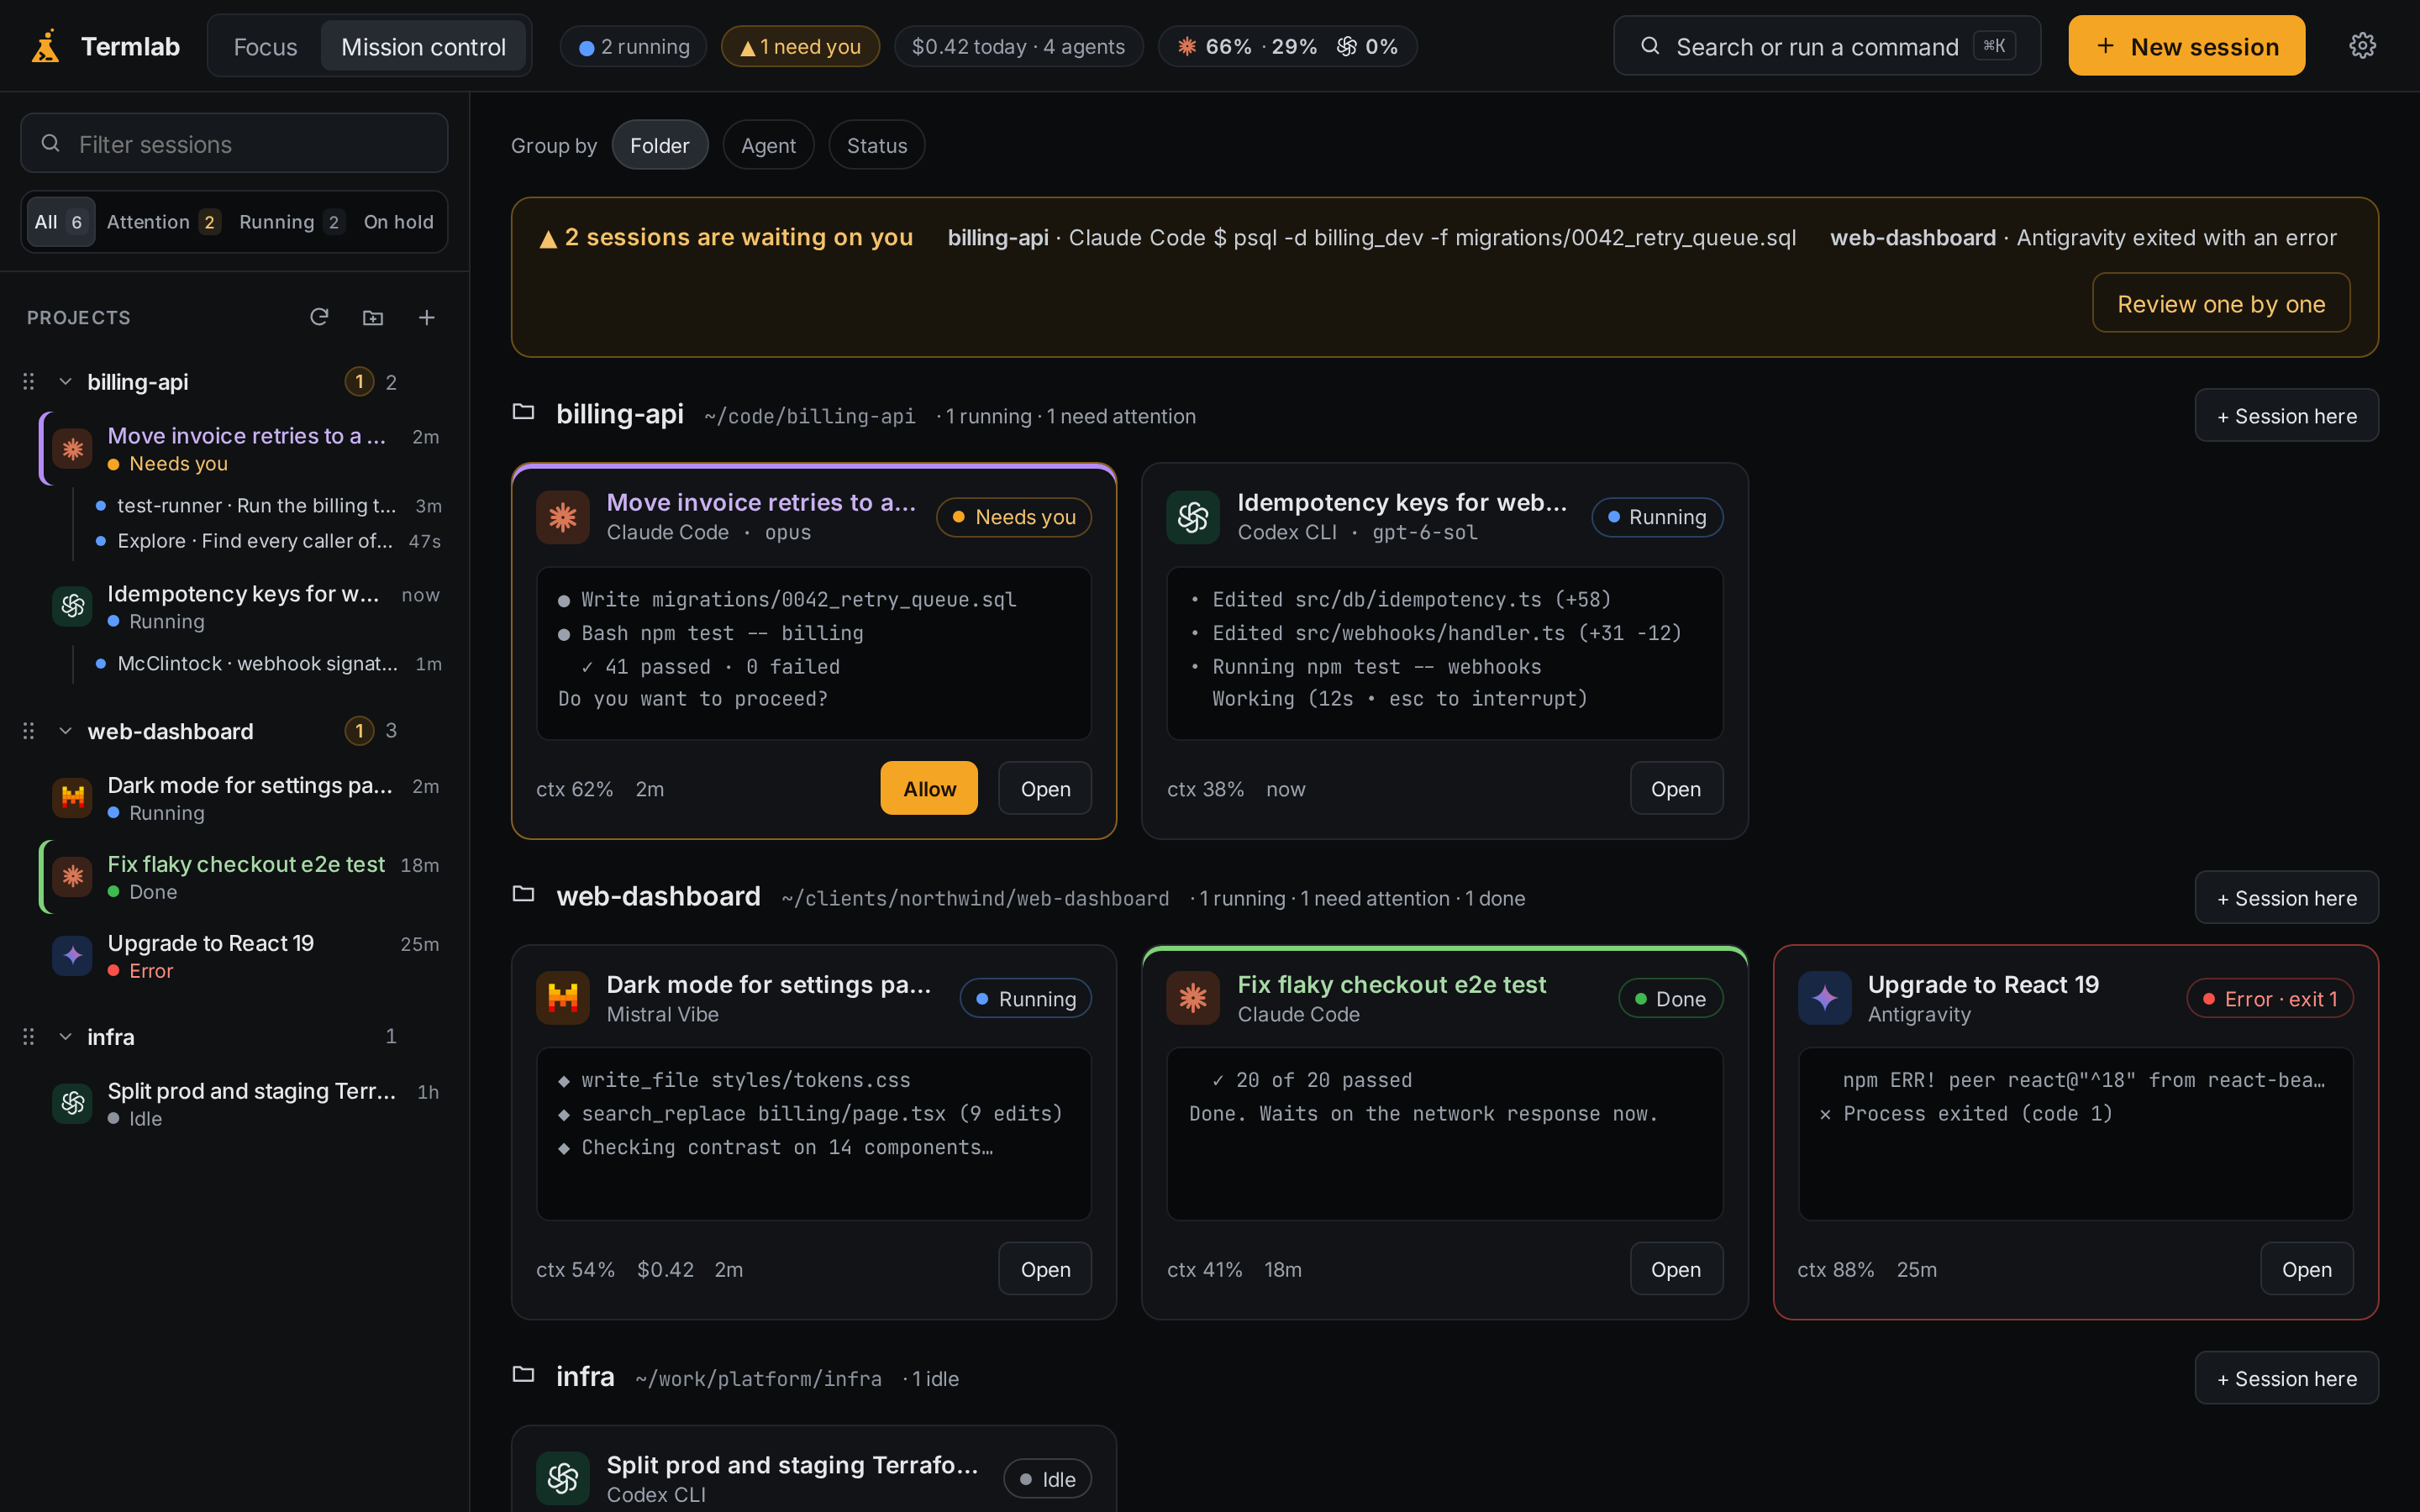 Termlab
Focus
Mission control
2 running
1 need you
$0.42 today · 4 agents
66% · 29% 0%
Search or run a command ⌘K
+ New session
Filter sessions
All 6
Attention 2
Running 2
On hold
PROJECTS
billing-api 1 2
Move invoice retries to a ... 2m
Needs you
test-runner · Run the billing t... 3m
Explore · Find every caller of... 47s
Idempotency keys for w... now
Running
McClintock · webhook signat... 1m
web-dashboard 1 3
Dark mode for settings pa... 2m
Running
Fix flaky checkout e2e test 18m
Done
Upgrade to React 19 25m
Error
infra 1
Split prod and staging Terr... 1h
Idle
Group by
Folder
Agent
Status
▲ 2 sessions are waiting on you billing-api · Claude Code $ psql -d billing_dev -f migrations/0042_retry_queue.sql web-dashboard · Antigravity exited with an error
Review one by one
billing-api ~/code/billing-api · 1 running · 1 need attention
+ Session here
Move invoice retries to a...
Needs you
Claude Code · opus
● Write migrations/0042_retry_queue.sql
● Bash npm test -- billing
✓ 41 passed · 0 failed
Do you want to proceed?
ctx 62% 2m
Allow
Open
Idempotency keys for web...
Running
Codex CLI · gpt-6-sol
• Edited src/db/idempotency.ts (+58)
• Edited src/webhooks/handler.ts (+31 -12)
• Running npm test -- webhooks
Working (12s • esc to interrupt)
ctx 38% now
Open
web-dashboard ~/clients/northwind/web-dashboard · 1 running · 1 need attention · 1 done
+ Session here
Dark mode for settings pa...
Running
Mistral Vibe
◆ write_file styles/tokens.css
◆ search_replace billing/page.tsx (9 edits)
◆ Checking contrast on 14 components…
ctx 54% $0.42 2m
Open
Fix flaky checkout e2e test
Done
Claude Code
✓ 20 of 20 passed
Done. Waits on the network response now.
ctx 41% 18m
Open
Upgrade to React 19
Error · exit 1
Antigravity
npm ERR! peer react@"^18" from react-bea…
× Process exited (code 1)
ctx 88% 25m
Open
infra ~/work/platform/infra · 1 idle
+ Session here
Split prod and staging Terrafo...
Idle
Codex CLI